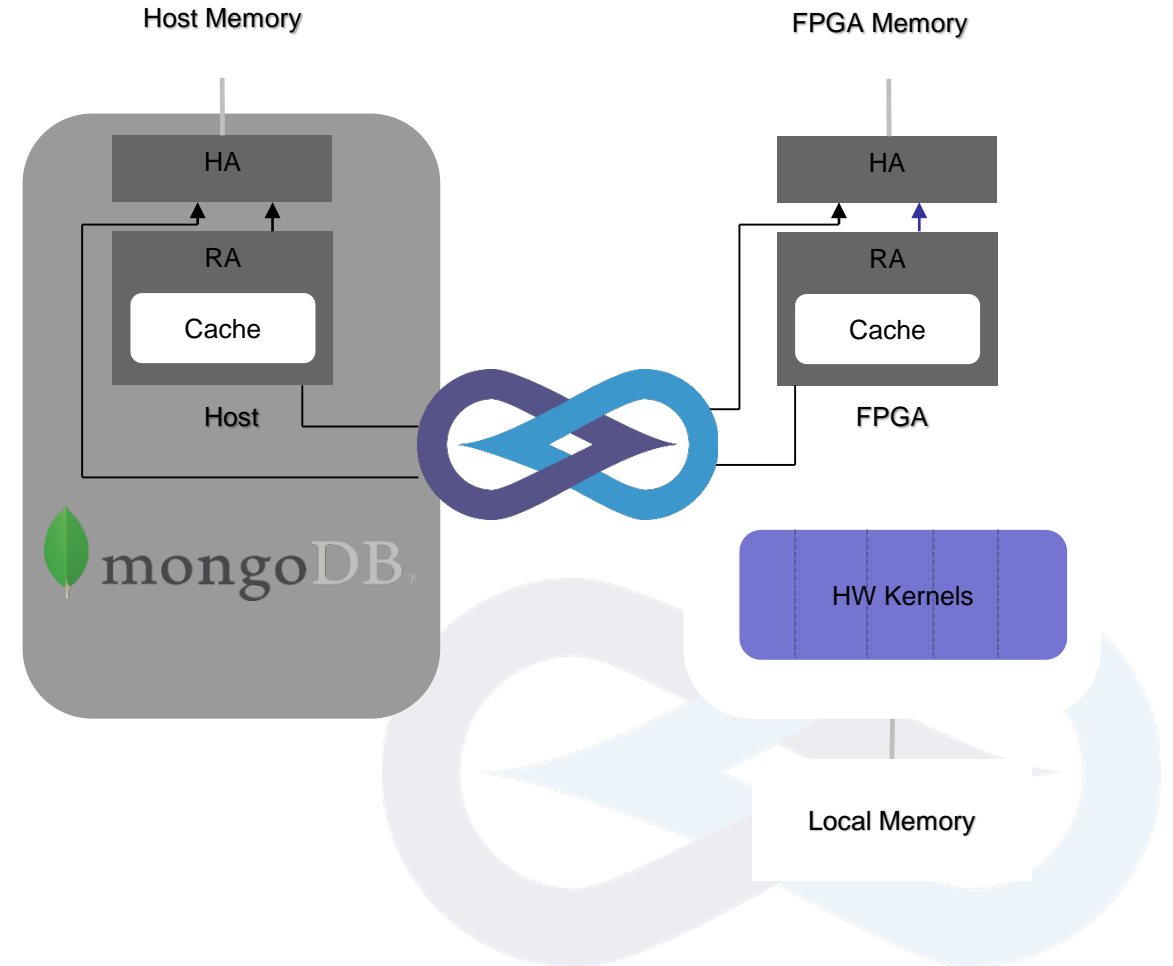 Host Memory
FPGA Memory
HA
HA
RA
RA
Cache
Cache
Host
FPGA
mongoDB®
HW Kernels
Local Memory